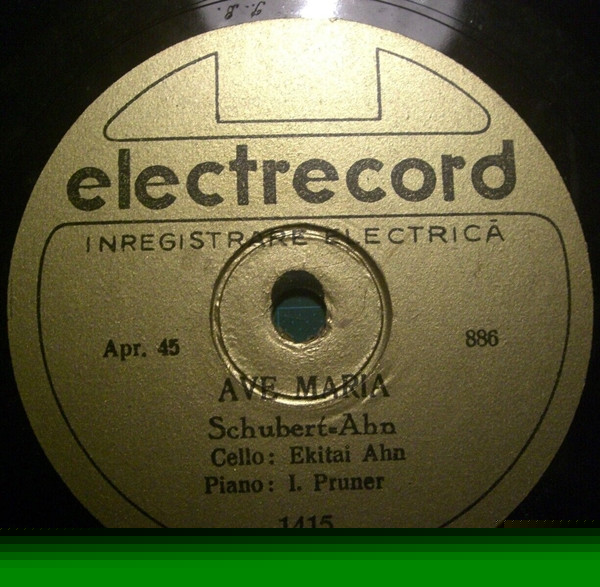 electrecord
INREGISTRARE ELECTRICĂ
Apr. 45 886
AVE MARIA
Schubert=Ahn
Cello: Ekitai Ahn
Piano: I. Pruner
1415